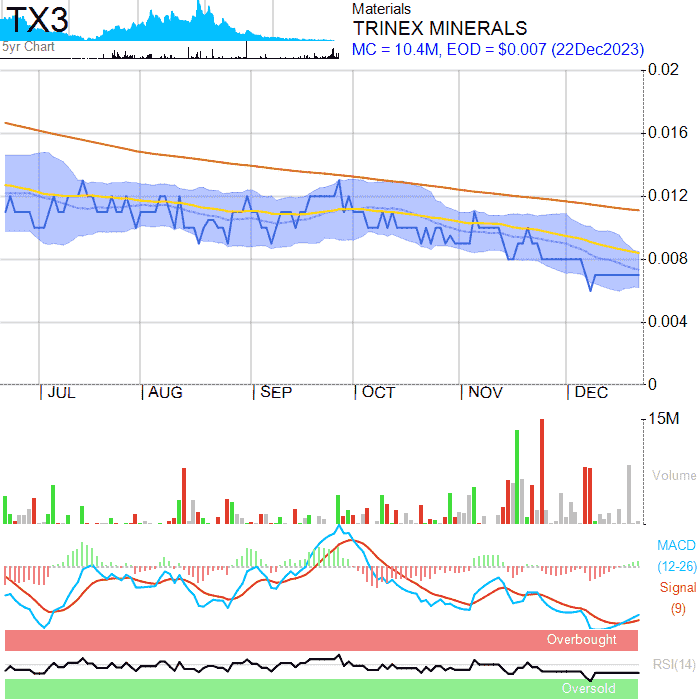 TX3
5yr Chart
Materials
TRINEX MINERALS
MC = 10.4M, EOD = $0.007 (22Dec2023)
0.02
0.016
0.012
0.008
0.004
0
JUL AUG SEP OCT NOV DEC
15M
Volume
MACD
(12-26)
Signal
(9)
Overbought
RSI(14)
Oversold